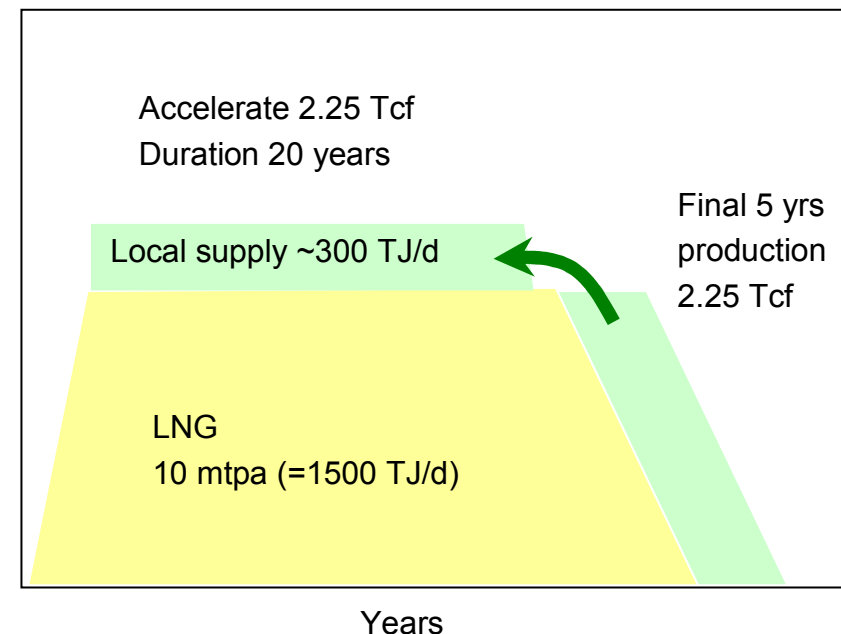 Accelerate 2.25 Tcf
Duration 20 years
Final 5 yrs
production
2.25 Tcf
Local supply ~300 TJ/d
LNG
10 mtpa (=1500 TJ/d)
Years